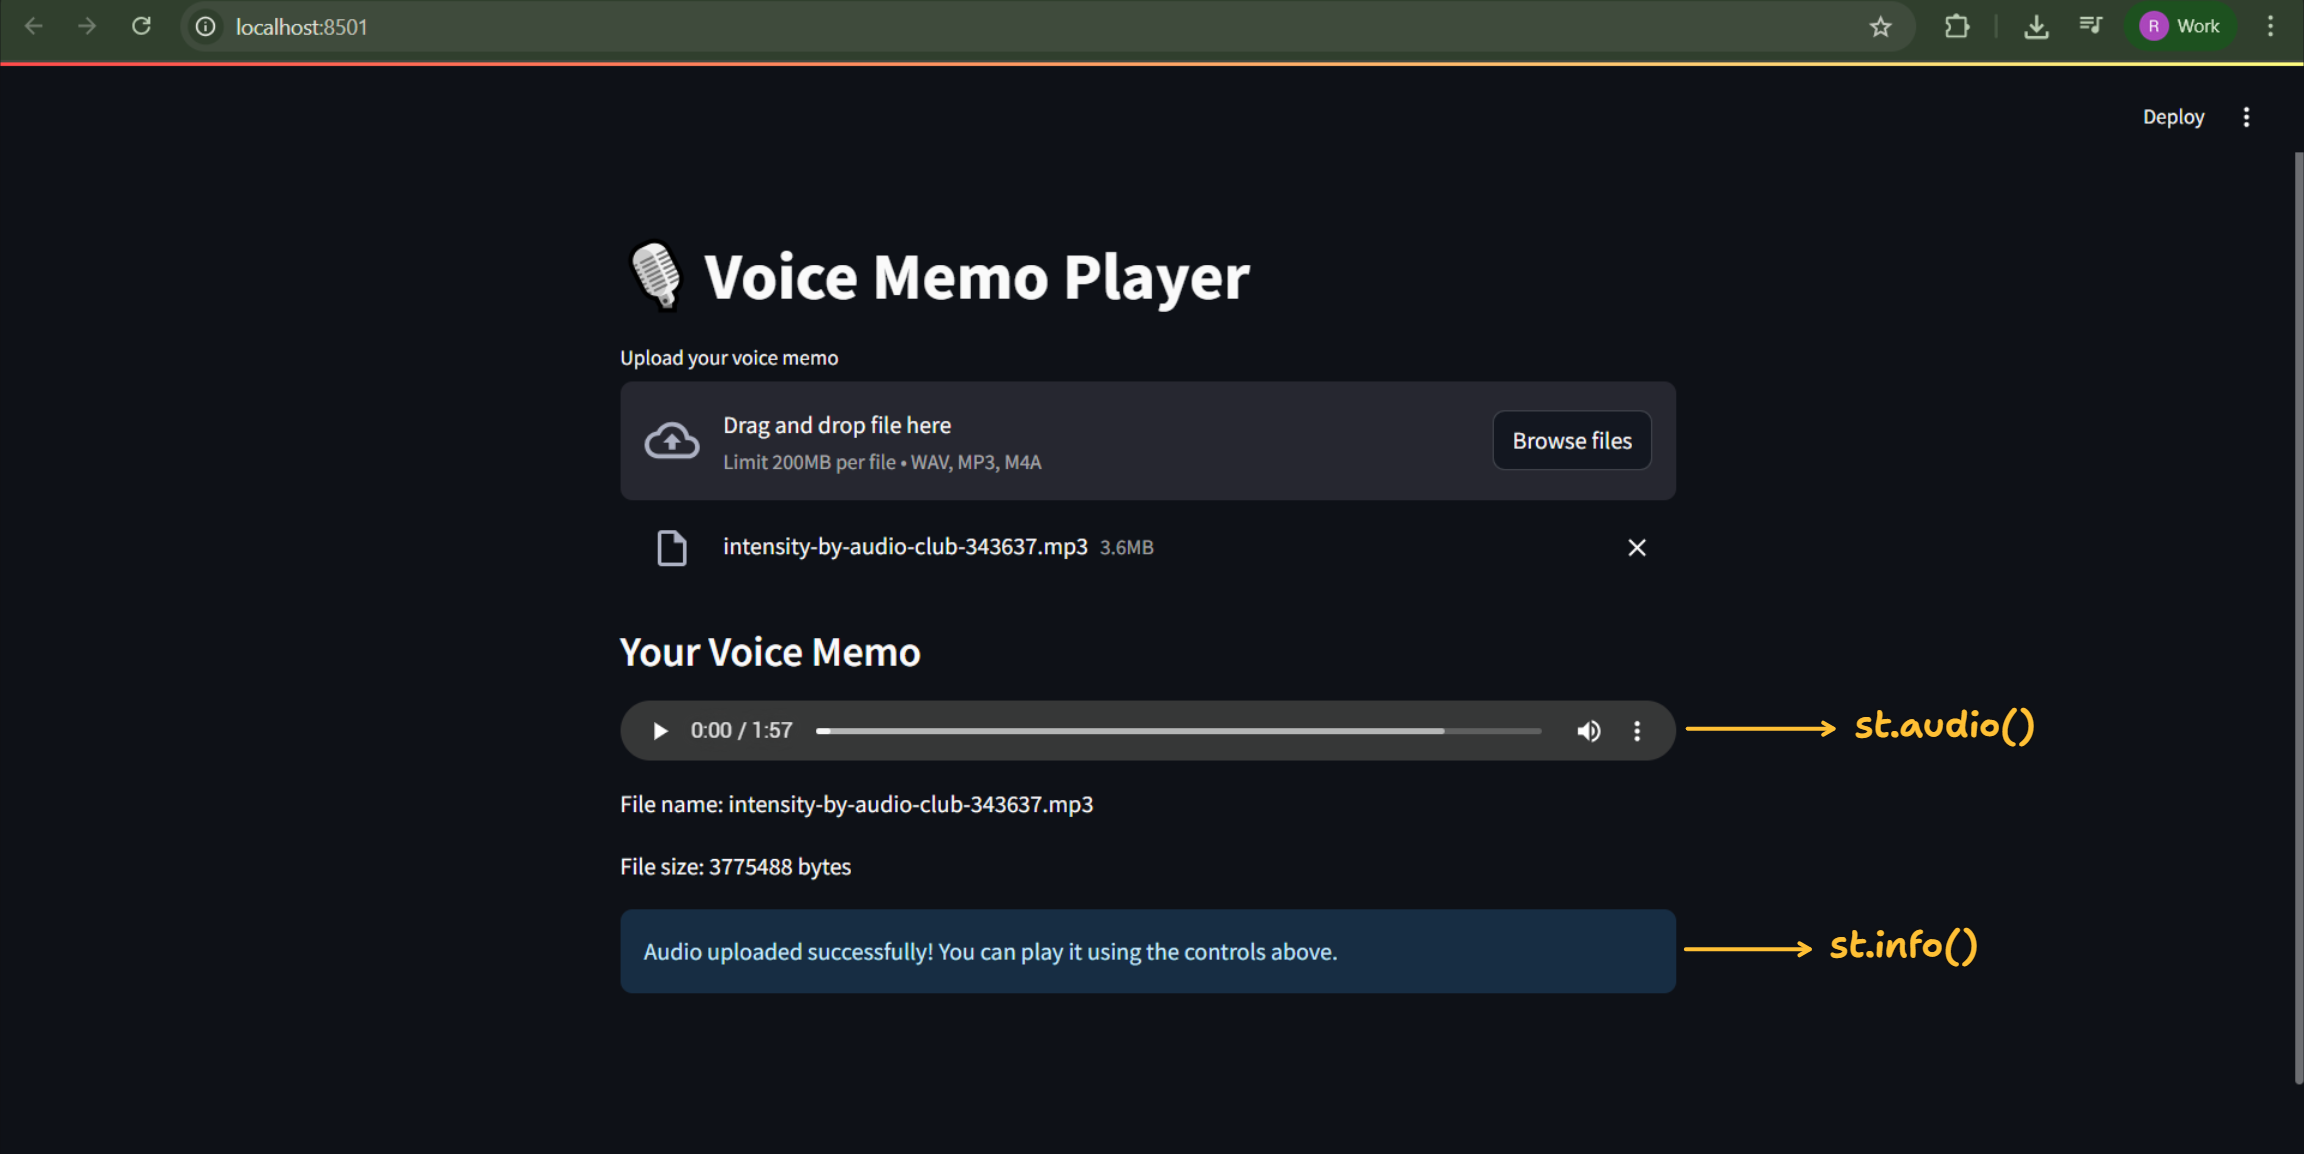 localhost:8501
R Work
Deploy
Voice Memo Player
Upload your voice memo
Drag and drop file here
Limit 200MB per file • WAV, MP3, M4A
Browse files
intensity-by-audio-club-343637.mp3 3.6MB
Your Voice Memo
0:00 / 1:57
st.audio()
File name: intensity-by-audio-club-343637.mp3
File size: 3775488 bytes
Audio uploaded successfully! You can play it using the controls above.
st.info()